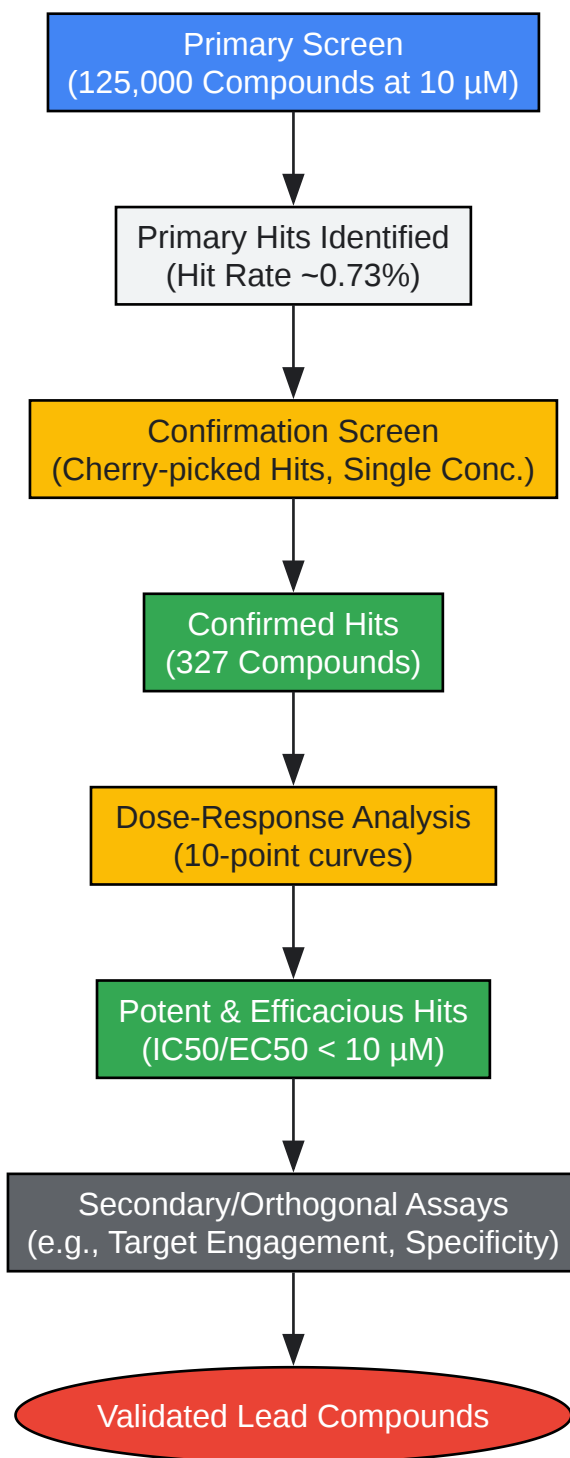 Primary Screen
(125,000 Compounds at 10 µM)
Primary Hits Identified
(Hit Rate ~0.73%)
Confirmation Screen
(Cherry-picked Hits, Single Conc.)
Confirmed Hits
(327 Compounds)
Dose-Response Analysis
(10-point curves)
Potent & Efficacious Hits
(IC50/EC50 < 10 µM)
Secondary/Orthogonal Assays
(e.g., Target Engagement, Specificity)
Validated Lead Compounds